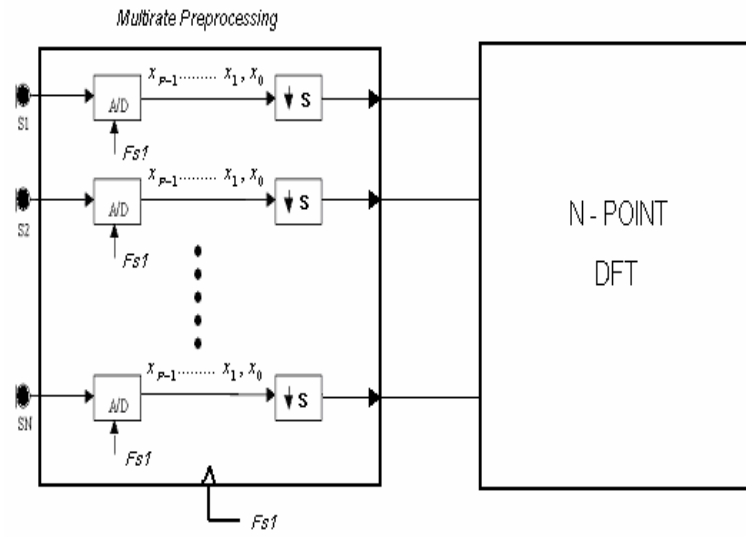 Multirate Preprocessing
x_{P-1}........ x_1 , x_0
A/D
S
S1
Fs1
x_{P-1}........ x_1 , x_0
A/D
S
S2
Fs1
N - POINT
DFT
x_{P-1}........ x_1 , x_0
A/D
S
SN
Fs1
Fs1